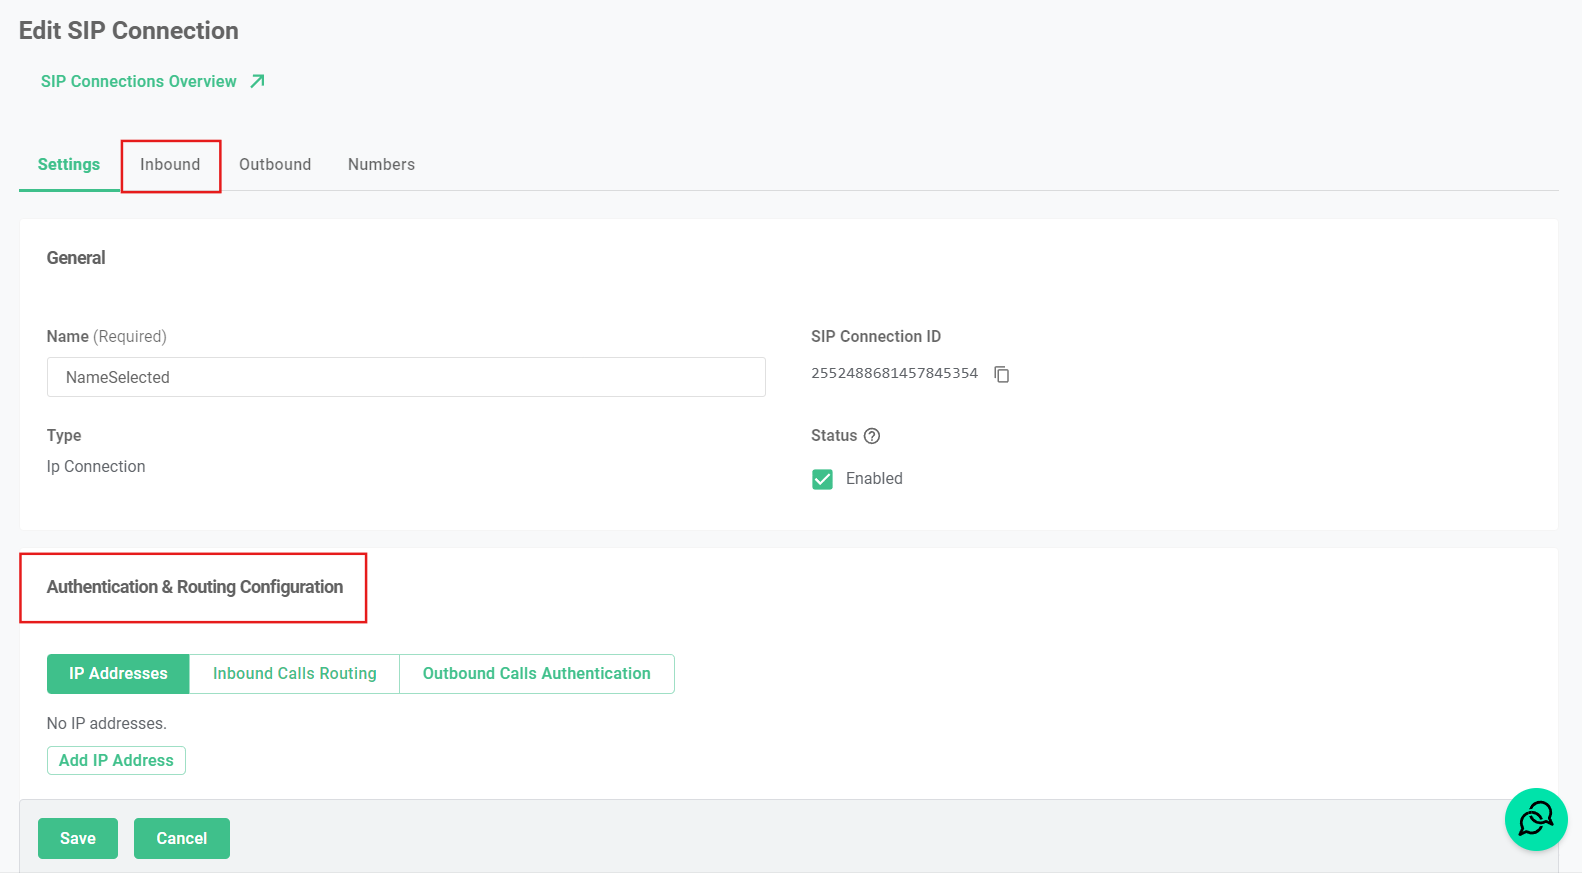 Edit SIP Connection
SIP Connections Overview
Settings Inbound Outbound Numbers
General
Name (Required)
SIP Connection ID
NameSelected
2552488681457845354
Type
Status
Ip Connection
Enabled
Authentication & Routing Configuration
IP Addresses Inbound Calls Routing Outbound Calls Authentication
No IP addresses.
Add IP Address
Save Cancel